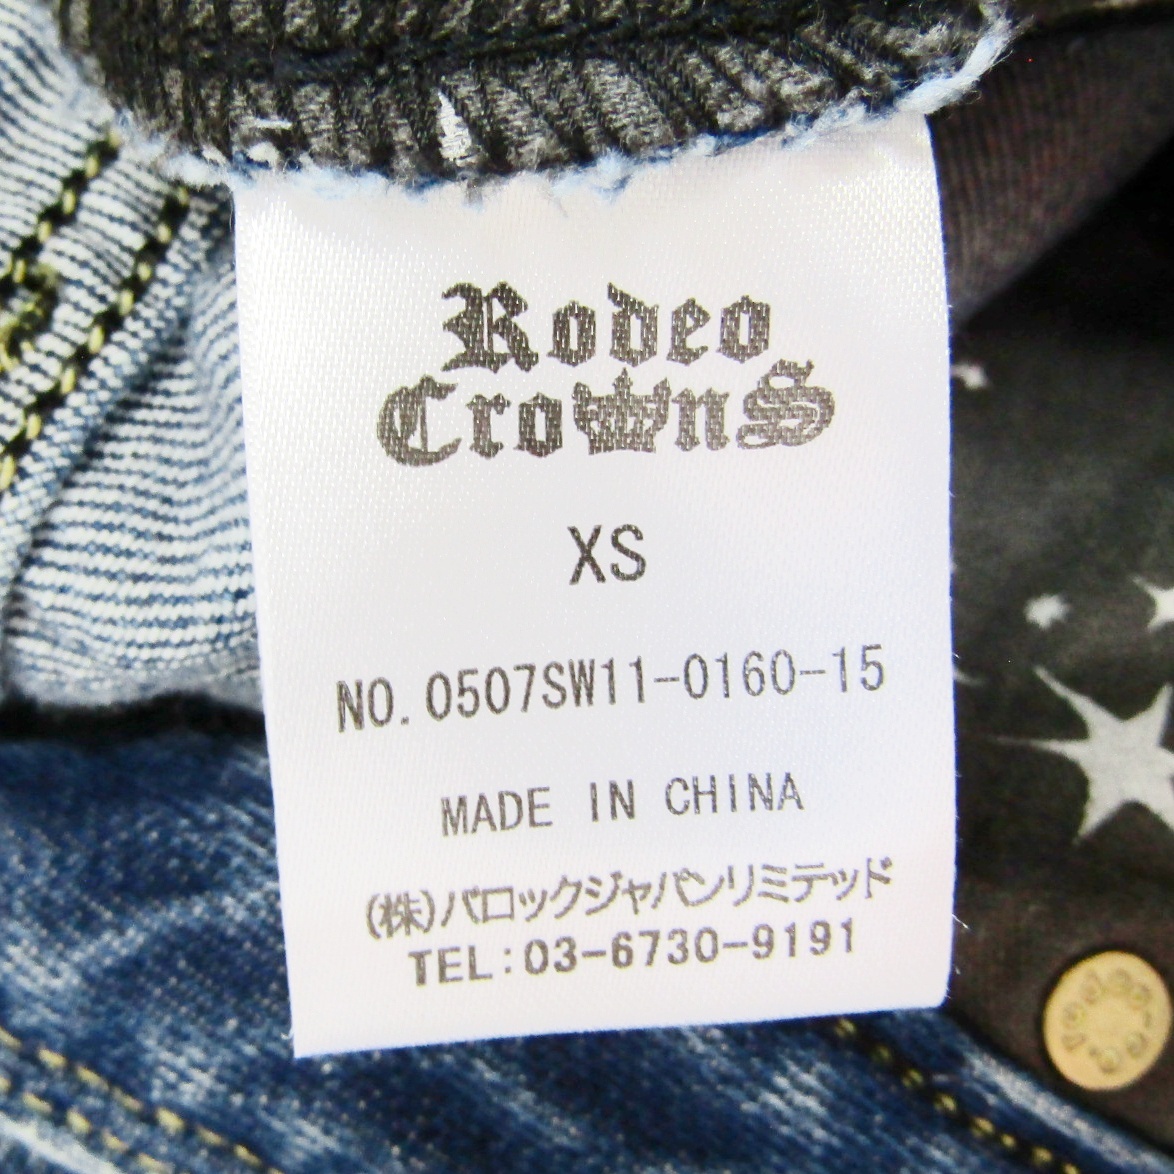 Rodeo
Crowns
XS
NO. 0507SW11-0160-15
MADE IN CHINA
(株)バロックジャパンリミテッド
TEL:03-6730-9191